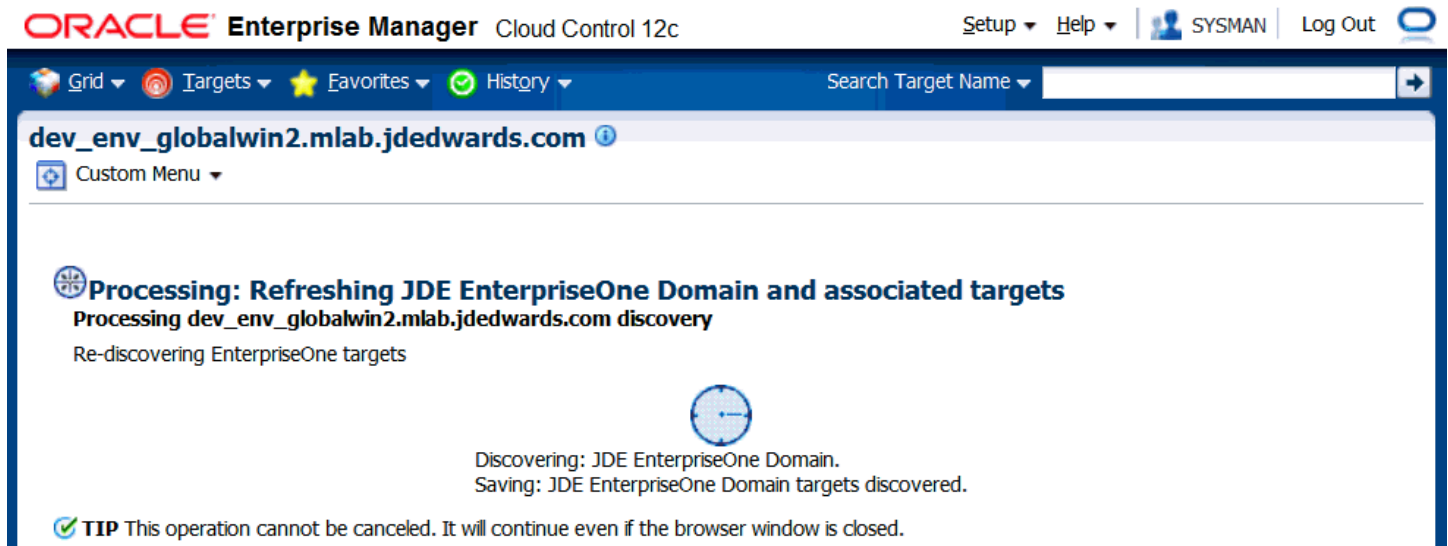 ORACLE Enterprise Manager Cloud Control 12c Setup Help SYSMAN Log Out
Grid Targets Favorites History Search Target Name
dev_env_globalwin2.mlab.jdedwards.com
Custom Menu
Processing: Refreshing JDE EnterpriseOne Domain and associated targets
Processing dev_env_globalwin2.mlab.jdedwards.com discovery
Re-discovering EnterpriseOne targets
Discovering: JDE EnterpriseOne Domain.
Saving: JDE EnterpriseOne Domain targets discovered.
TIP This operation cannot be canceled. It will continue even if the browser window is closed.